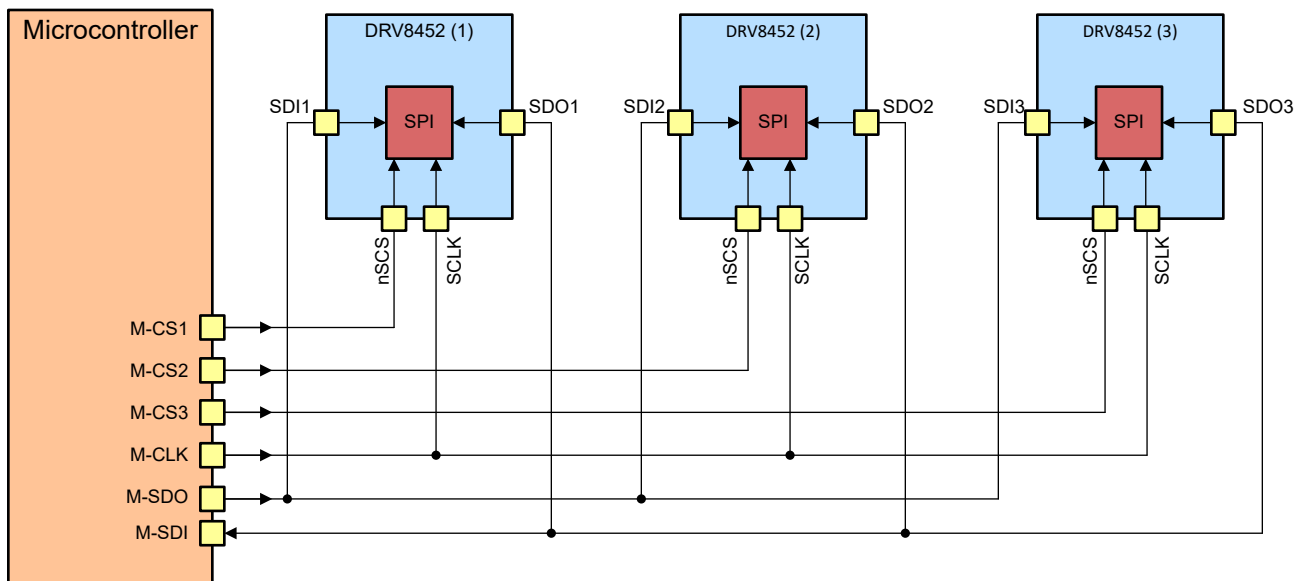 Microcontroller
DRV8452 (1)
DRV8452 (2)
DRV8452 (3)
SDI1
SPI
SDO1
SDI2
SPI
SDO2
SDI3
SPI
SDO3
nSCS
SCLK
nSCS
SCLK
nSCS
SCLK
M-CS1
M-CS2
M-CS3
M-CLK
M-SDO
M-SDI